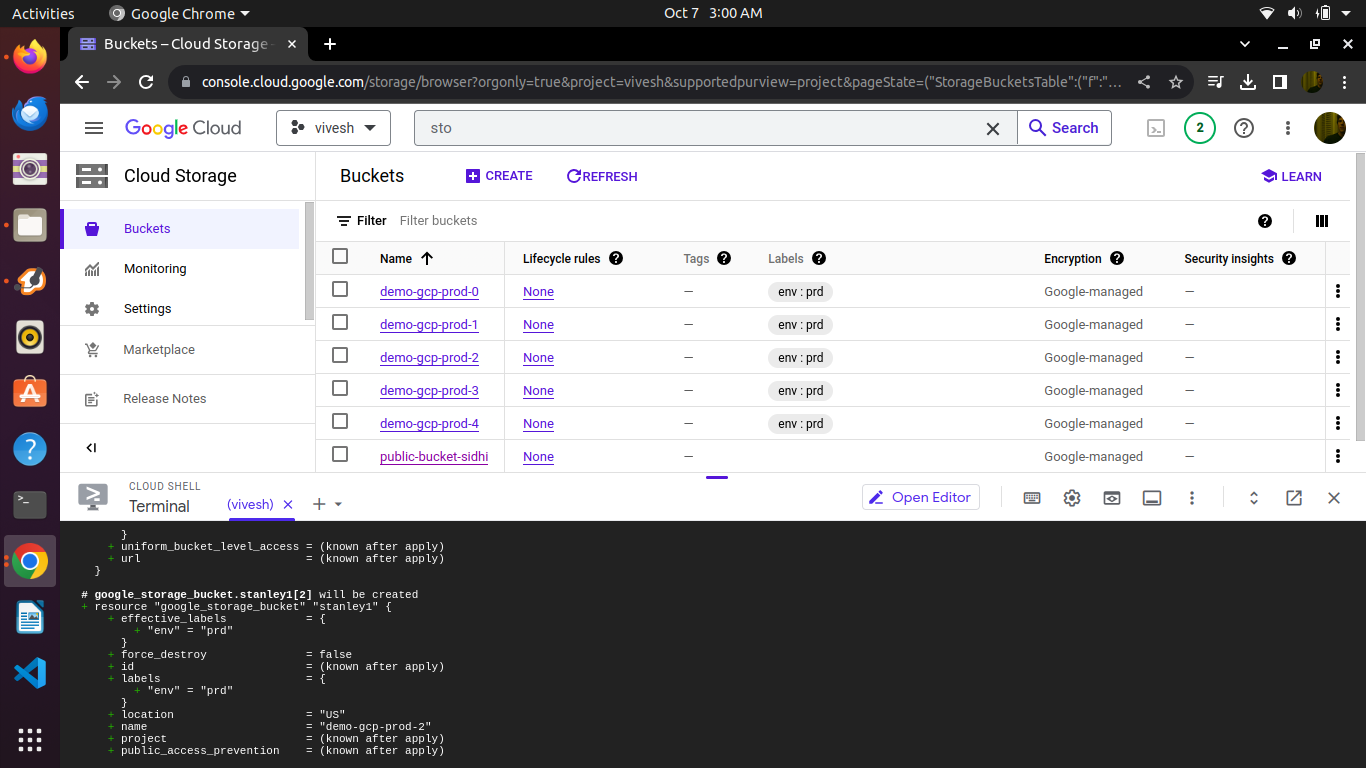 Activities Google Chrome Oct 7 3:00 AM
Buckets – Cloud Storage -
console.cloud.google.com/storage/browser?orgonly=true&project=vivesh&supportedpurview=project&pageState=("StorageBucketsTable":("f":"...
Google Cloud vivesh sto Search 2
Cloud Storage
Buckets
Monitoring
Settings
Marketplace
Release Notes
Buckets CREATE REFRESH LEARN
Filter Filter buckets
Name Lifecycle rules Tags Labels Encryption Security insights
demo-gcp-prod-0 None — env : prd Google-managed —
demo-gcp-prod-1 None — env : prd Google-managed —
demo-gcp-prod-2 None — env : prd Google-managed —
demo-gcp-prod-3 None — env : prd Google-managed —
demo-gcp-prod-4 None — env : prd Google-managed —
public-bucket-sidhi None — Google-managed —
CLOUD SHELL
Terminal (vivesh) Open Editor
}
+ uniform_bucket_level_access = (known after apply)
+ url = (known after apply)
}
# google_storage_bucket.stanley1[2] will be created
+ resource "google_storage_bucket" "stanley1" {
+ effective_labels = {
+ "env" = "prd"
}
+ force_destroy = false
+ id = (known after apply)
+ labels = {
+ "env" = "prd"
}
+ location = "US"
+ name = "demo-gcp-prod-2"
+ project = (known after apply)
+ public_access_prevention = (known after apply)